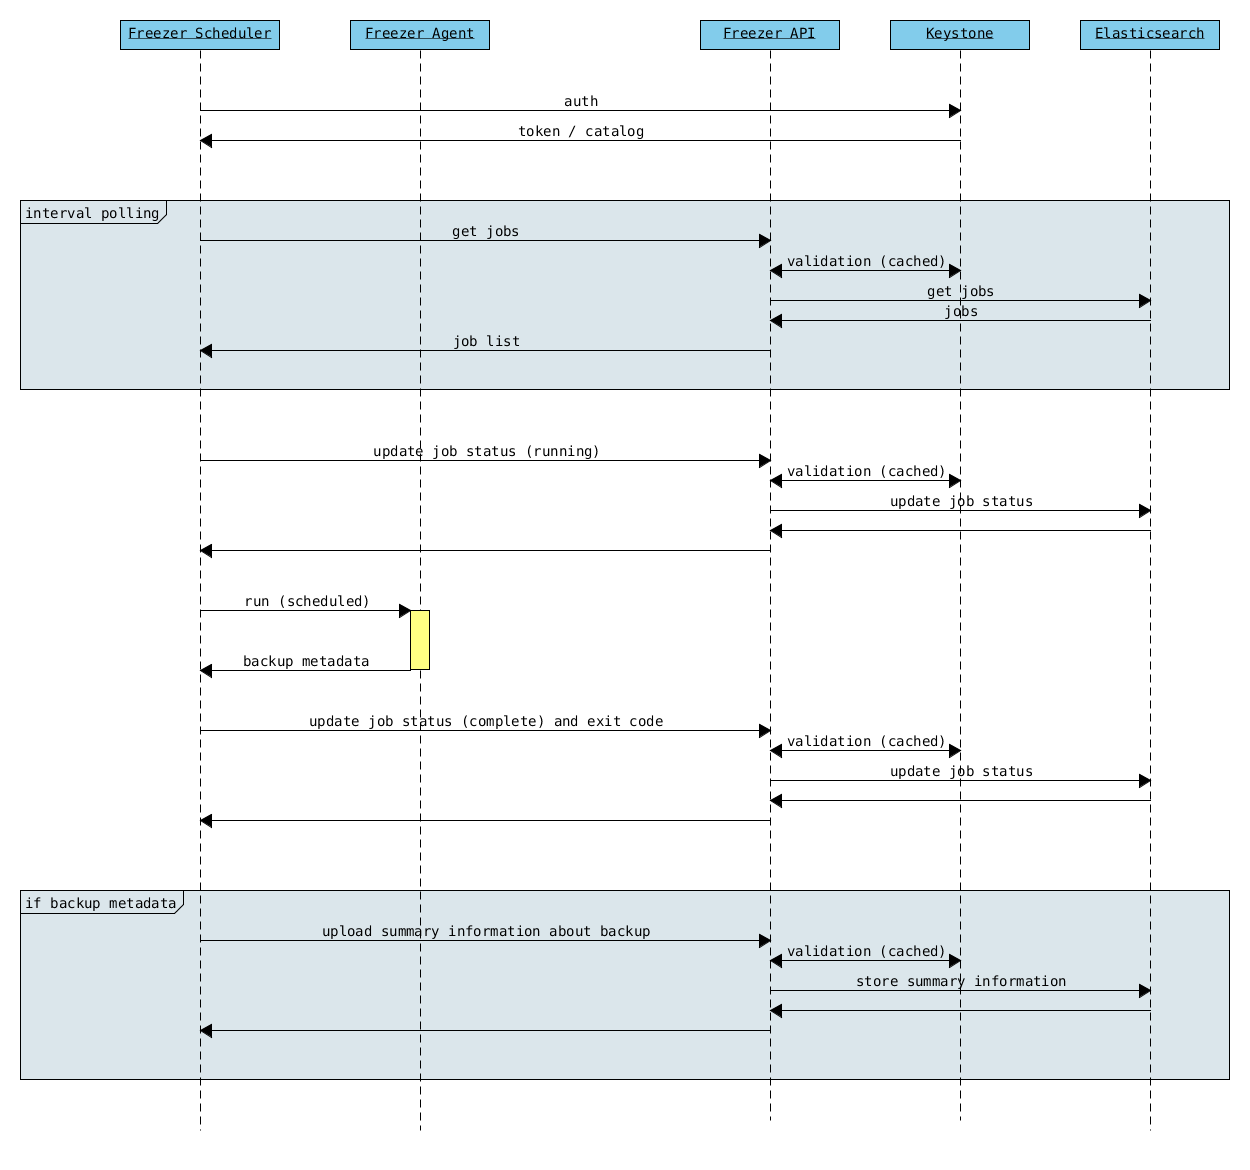 Freezer Scheduler
Freezer Agent
Freezer API
Keystone
Elasticsearch
auth
token / catalog
interval polling
get jobs
validation (cached)
get jobs
jobs
job list
update job status (running)
validation (cached)
update job status
run (scheduled)
backup metadata
update job status (complete) and exit code
validation (cached)
update job status
if backup metadata
upload summary information about backup
validation (cached)
store summary information